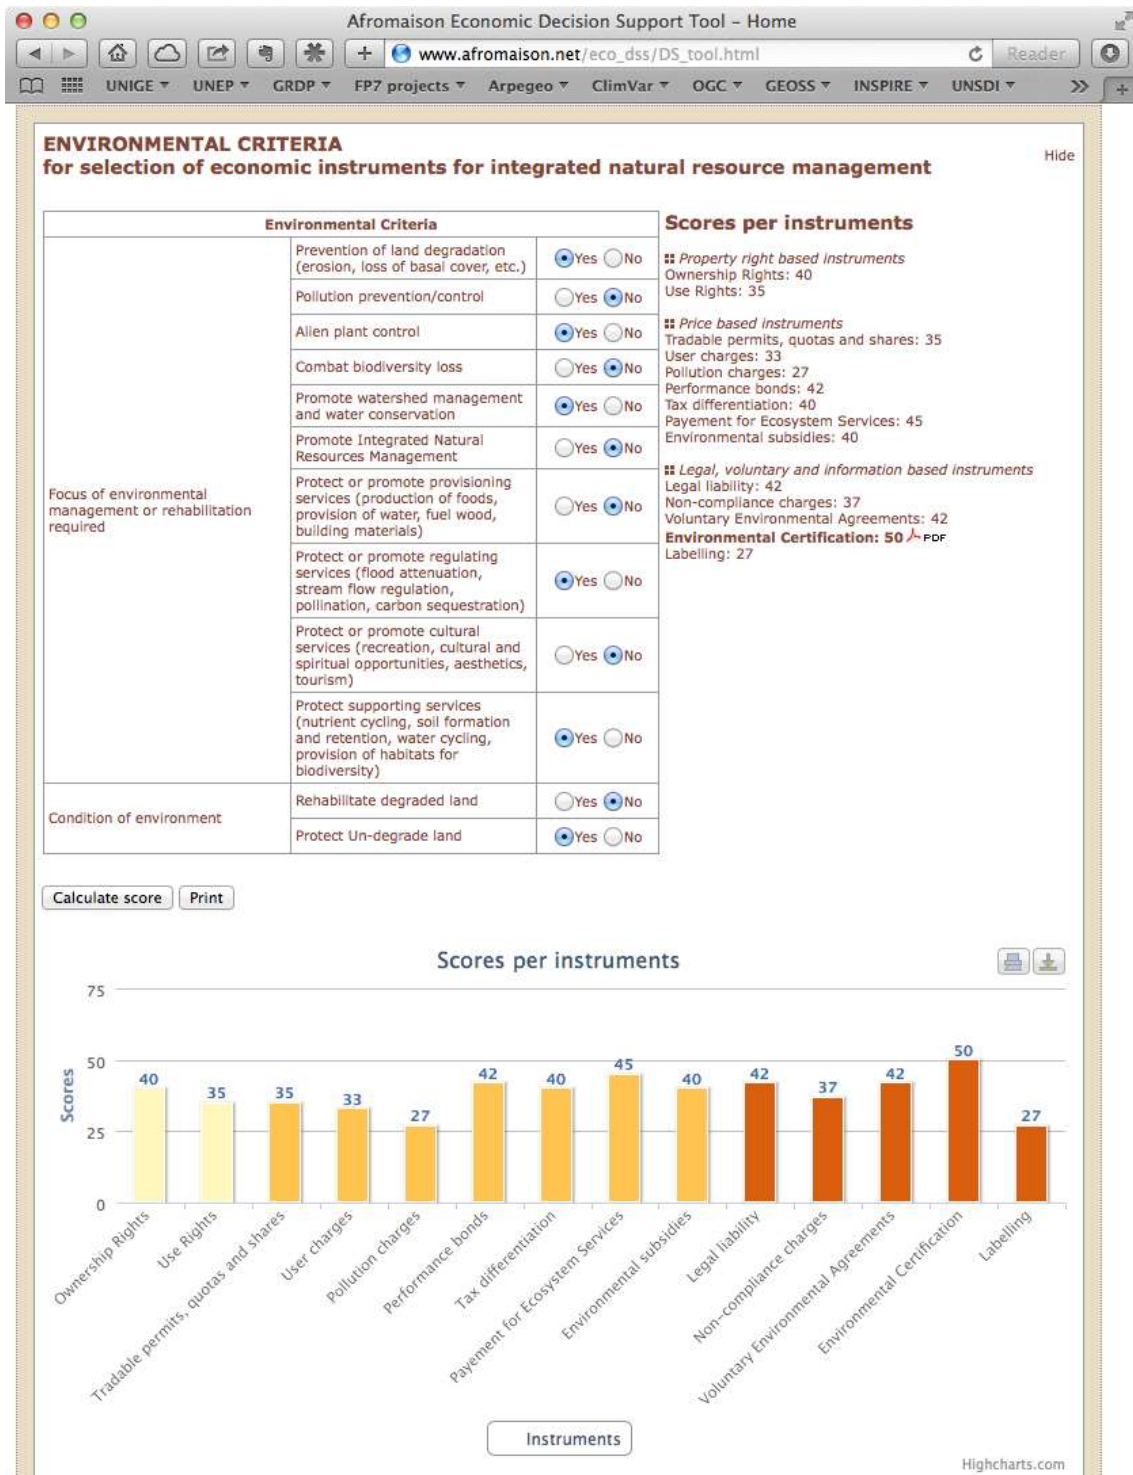 Afromaison Economic Decision Support Tool – Home
www.afromaison.net/eco_dss/DS_tool.html
Reader
UNIGE UNEP GRDP FP7 projects Arpegeo ClimVar OGC GEOSS INSPIRE UNSDI
ENVIRONMENTAL CRITERIA
for selection of economic instruments for integrated natural resource management
Hide
Environmental Criteria
Focus of environmental
management or rehabilitation
required
Prevention of land degradation
(erosion, loss of basal cover, etc.)
Yes No
Pollution prevention/control
Yes No
Alien plant control
Yes No
Combat biodiversity loss
Yes No
Promote watershed management
and water conservation
Yes No
Promote Integrated Natural
Resources Management
Yes No
Protect or promote provisioning
services (production of foods,
provision of water, fuel wood,
building materials)
Yes No
Protect or promote regulating
services (flood attenuation,
stream flow regulation,
pollination, carbon sequestration)
Yes No
Protect or promote cultural
services (recreation, cultural and
spiritual opportunities, aesthetics,
tourism)
Yes No
Protect supporting services
(nutrient cycling, soil formation
and retention, water cycling,
provision of habitats for
biodiversity)
Yes No
Condition of environment
Rehabilitate degraded land
Yes No
Protect Un-degrade land
Yes No
Scores per instruments
Property right based instruments
Ownership Rights: 40
Use Rights: 35
Price based instruments
Tradable permits, quotas and shares: 35
User charges: 33
Pollution charges: 27
Performance bonds: 42
Tax differentiation: 40
Payement for Ecosystem Services: 45
Environmental subsidies: 40
Legal, voluntary and information based instruments
Legal liability: 42
Non-compliance charges: 37
Voluntary Environmental Agreements: 42
Environmental Certification: 50 PDF
Labelling: 27
Calculate score Print
Scores per instruments
Scores
75
50
25
0
40
35
35
33
27
42
40
45
40
42
37
42
50
27
Ownership Rights
Use Rights
Tradable permits, quotas and shares
User charges
Pollution charges
Performance bonds
Tax differentiation
Payement for Ecosystem Services
Environmental subsidies
Legal liability
Non-compliance charges
Voluntary Environmental Agreements
Environmental Certification
Labelling
Instruments
Highcharts.com